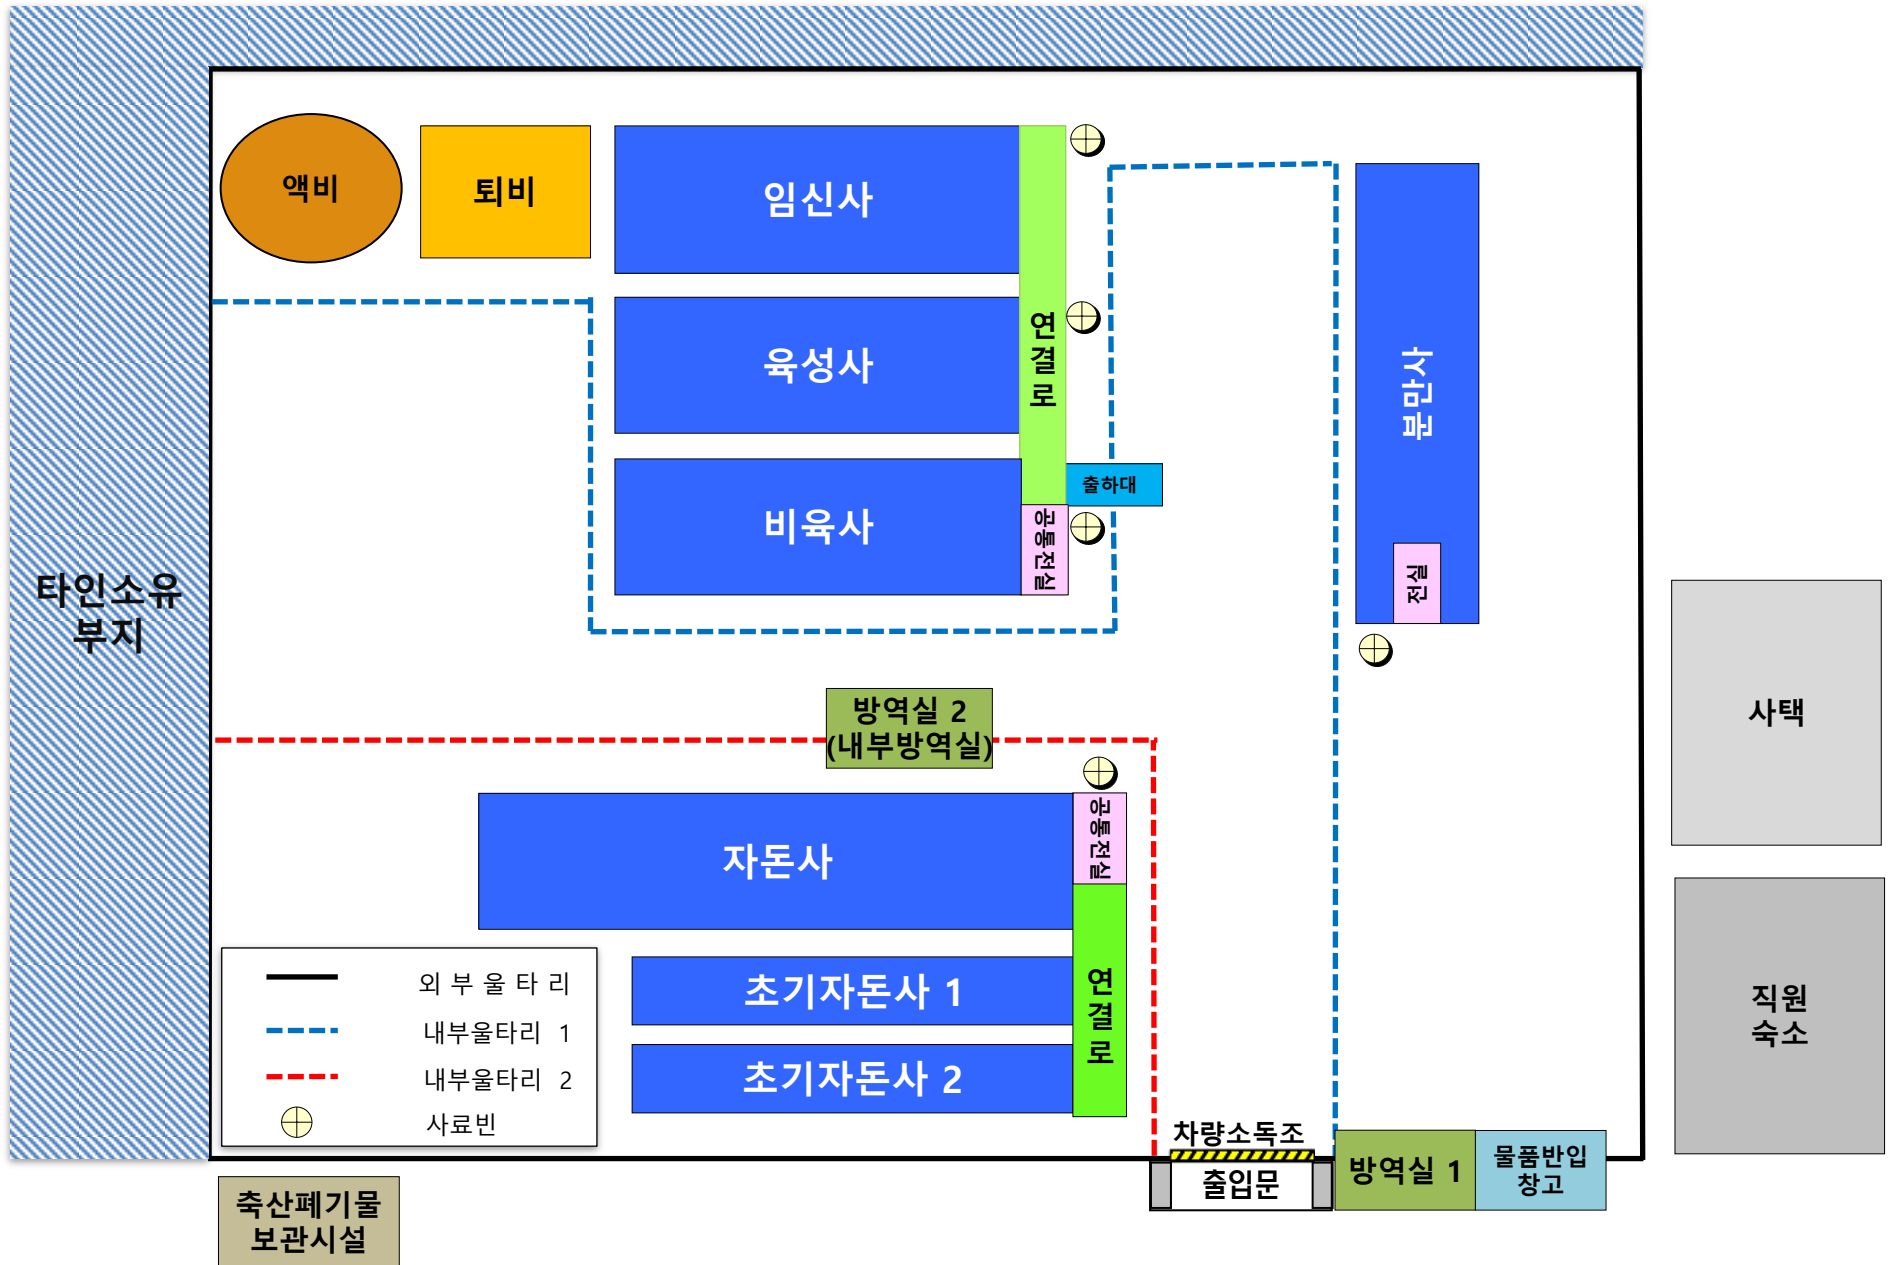 액비
퇴비
임신사
육성사
비육사
연
결
로
출하대
공통전실
분만사
전실
타인소유
부지
방역실 2
(내부방역실)
자돈사
공통전실
초기자돈사 1
초기자돈사 2
연
결
로
외 부 울 타 리
내부울타리 1
내부울타리 2
사료빈
차량소독조
출입문
방역실 1
물품반입
창고
축산폐기물
보관시설
사택
직원
숙소